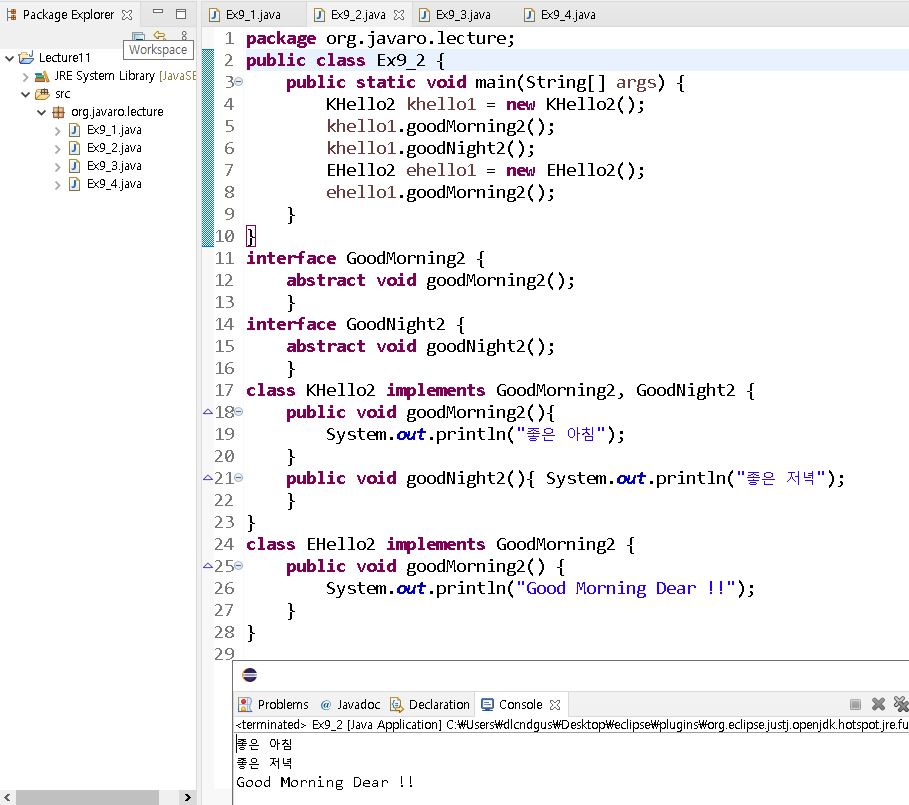 Package Explorer
Workspace
Lecture11
JRE System Library [JavaSE
src
org.javaro.lecture
Ex9_1.java
Ex9_2.java
Ex9_3.java
Ex9_4.java
Ex9_1.java Ex9_2.java Ex9_3.java Ex9_4.java
1 package org.javaro.lecture;
2 public class Ex9_2 {
3 public static void main(String[] args) {
4 KHello2 khello1 = new KHello2();
5 khello1.goodMorning2();
6 khello1.goodNight2();
7 EHello2 ehello1 = new EHello2();
8 ehello1.goodMorning2();
9 }
10 }
11 interface GoodMorning2 {
12 abstract void goodMorning2();
13 }
14 interface GoodNight2 {
15 abstract void goodNight2();
16 }
17 class KHello2 implements GoodMorning2, GoodNight2 {
18 public void goodMorning2(){
19 System.out.println("좋은 아침");
20 }
21 public void goodNight2(){ System.out.println("좋은 저녁");
22 }
23 }
24 class EHello2 implements GoodMorning2 {
25 public void goodMorning2() {
26 System.out.println("Good Morning Dear !!");
27 }
28 }
29
Problems @ Javadoc Declaration Console
<terminated> Ex9_2 [Java Application] C:₩Users₩dlcndgus₩Desktop₩eclipse₩plugins₩org.eclipse.justj.openjdk.hotspot.jre.fu
좋은 아침
좋은 저녁
Good Morning Dear !!